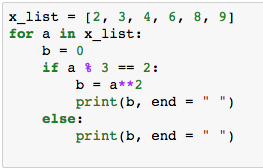 x_list = [2, 3, 4, 6, 8, 9]
for a in x_list:
    b = 0
    if a % 3 == 2:
        b = a**2
        print(b, end = " ")
    else:
        print(b, end = " ")